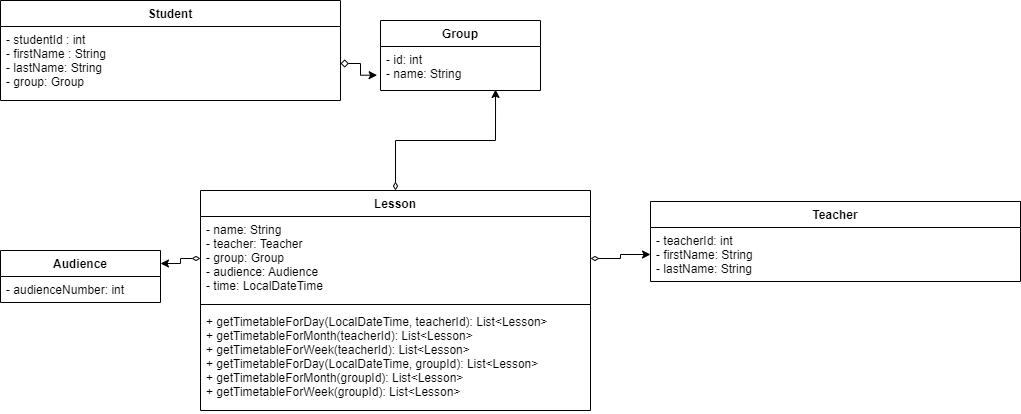 Student
- studentId : int
- firstName : String
- lastName: String
- group: Group
Group
- id: int
- name: String
Lesson
- name: String
- teacher: Teacher
- group: Group
- audience: Audience
- time: LocalDateTime
+ getTimetableForDay(LocalDateTime, teacherId): List<Lesson>
+ getTimetableForMonth(teacherId): List<Lesson>
+ getTimetableForWeek(teacherId): List<Lesson>
+ getTimetableForDay(LocalDateTime, groupId): List<Lesson>
+ getTimetableForMonth(groupId): List<Lesson>
+ getTimetableForWeek(groupId): List<Lesson>
Audience
- audienceNumber: int
Teacher
- teacherId: int
- firstName: String
- lastName: String